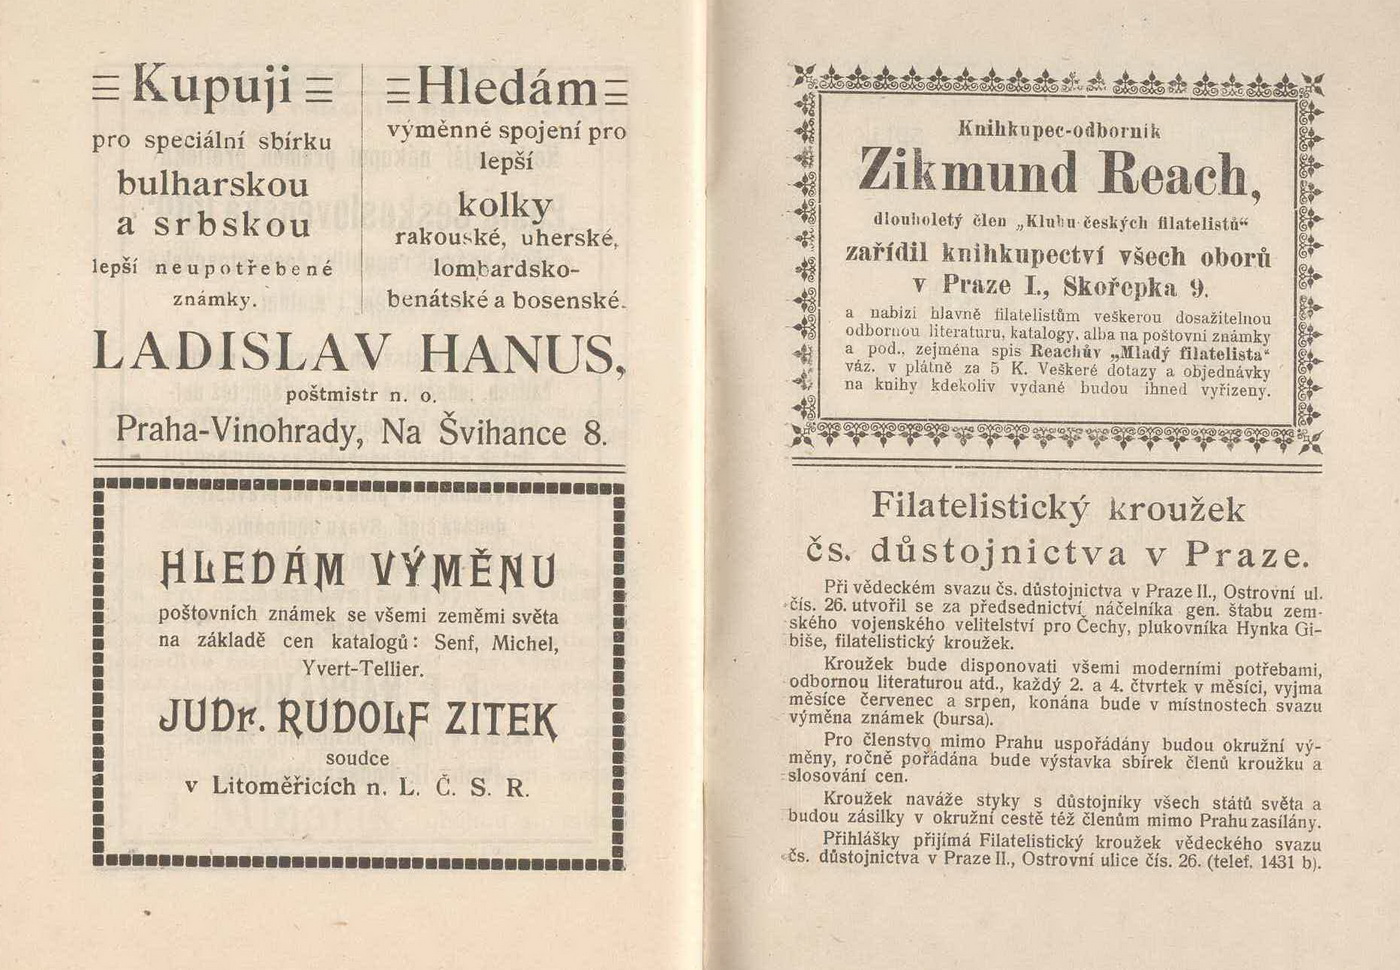 Kupuji
pro speciální sbírku
bulharskou
a srbskou
lepší neupotřebené
známky.
Hledám
výměnné spojení pro
lepší
kolky
rakouské, uherské,
lombardsko-
benátské a bosenské.
LADISLAV HANUS,
poštmistr n. o.
Praha-Vinohrady, Na Švihance 8.
HLEDÁM VÝMĚNU
poštovních známek se všemi zeměmi světa
na základě cen katalogů: Senf, Michel,
Yvert-Tellier.
JUDr. RUDOLF ZITEK
soudce
v Litoměřicích n. L. Č. S. R.
Knihkupec-odborník
Zikmund Reach,
dlouholetý člen „Klubu českých filatelistů“
zařídil knihkupectví všech oborů
v Praze I., Skořepka 9.
a nabízí hlavně filatelistům veškerou dosažitelnou
odbornou literaturu, katalogy, alba na poštovní známky
a pod., zejména spis Reachův „Mladý filatelista“
váz. v plátně za 5 K. Veškeré dotazy a objednávky
na knihy kdekoliv vydané budou ihned vyřízeny.
Filatelistický kroužek
čs. důstojnictva v Praze.
Při vědeckém svazu čs. důstojnictva v Praze II., Ostrovní ul.
čís. 26. utvořil se za předsednictví náčelníka gen. štabu zem-
ského vojenského velitelství pro Čechy, plukovníka Hynka Gi-
biše, filatelistický kroužek.
Kroužek bude disponovati všemi moderními potřebami,
odbornou literaturou atd., každý 2. a 4. čtvrtek v měsíci, vyjma
měsíce červenec a srpen, konána bude v místnostech svazu
výměna známek (bursa).
Pro členstvo mimo Prahu uspořádány budou okružní vý-
měny, ročně pořádána bude výstavka sbírek členů kroužku a
slosování cen.
Kroužek naváže styky s důstojníky všech států světa a
budou zásilky v okružní cestě též členům mimo Prahu zasílány.
Přihlášky přijímá Filatelistický kroužek vědeckého svazu
čs. důstojnictva v Praze II., Ostrovní ulice čís. 26. (telef. 1431 b).